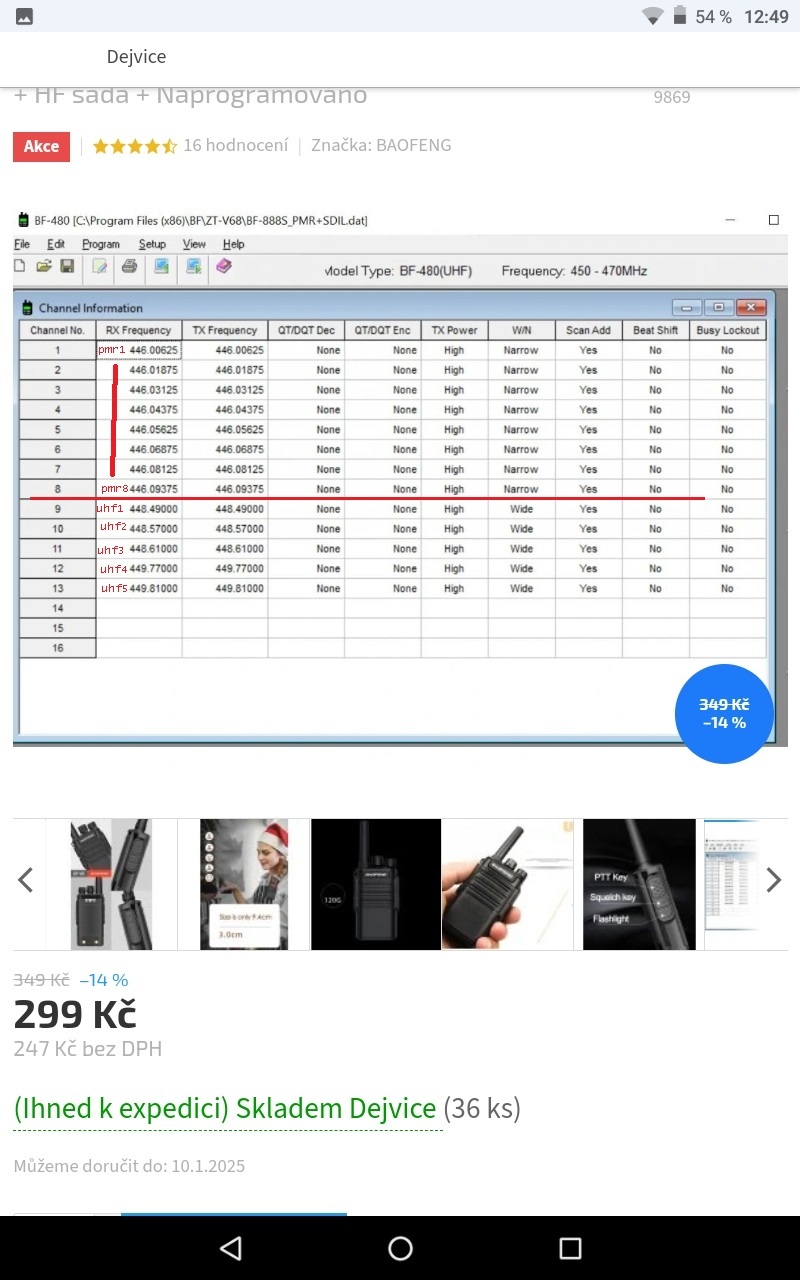 54 % 12:49
Dejvice
+ HF sada + Naprogramováno
9869
Akce 16 hodnocení Značka: BAOFENG
BF-480 [C:\Program Files (x86)\BF\ZT-V68\BF-888S_PMR+SDIL.dat]
File Edit Program Setup View Help
Model Type: BF-480(UHF) Frequency: 450 - 470MHz
Channel Information
Channel No. RX Frequency TX Frequency QT/DQT Dec QT/DQT Enc TX Power W/N Scan Add Beat Shift Busy Lockout
1 pmr1 446.00625 446.00625 None None High Narrow Yes No No
2 446.01875 446.01875 None None High Narrow Yes No No
3 446.03125 446.03125 None None High Narrow Yes No No
4 446.04375 446.04375 None None High Narrow Yes No No
5 446.05625 446.05625 None None High Narrow Yes No No
6 446.06875 446.06875 None None High Narrow Yes No No
7 446.08125 446.08125 None None High Narrow Yes No No
8 pmr8 446.09375 446.09375 None None High Narrow Yes No No
9 uhf1 448.49000 448.49000 None None High Wide Yes No No
10 uhf2 448.57000 448.57000 None None High Wide Yes No No
11 uhf3 448.61000 448.61000 None None High Wide Yes No No
12 uhf4 449.77000 449.77000 None None High Wide Yes No No
13 uhf5 449.81000 449.81000 None None High Wide Yes No No
14
15
16
349 Kč
–14 %
Size is only 9.4cm
3.0cm
120G
PTT Key
Squelch key
Flashlight
349 Kč –14 %
299 Kč
247 Kč bez DPH
(Ihned k expedici) Skladem Dejvice (36 ks)
Můžeme doručit do: 10.1.2025